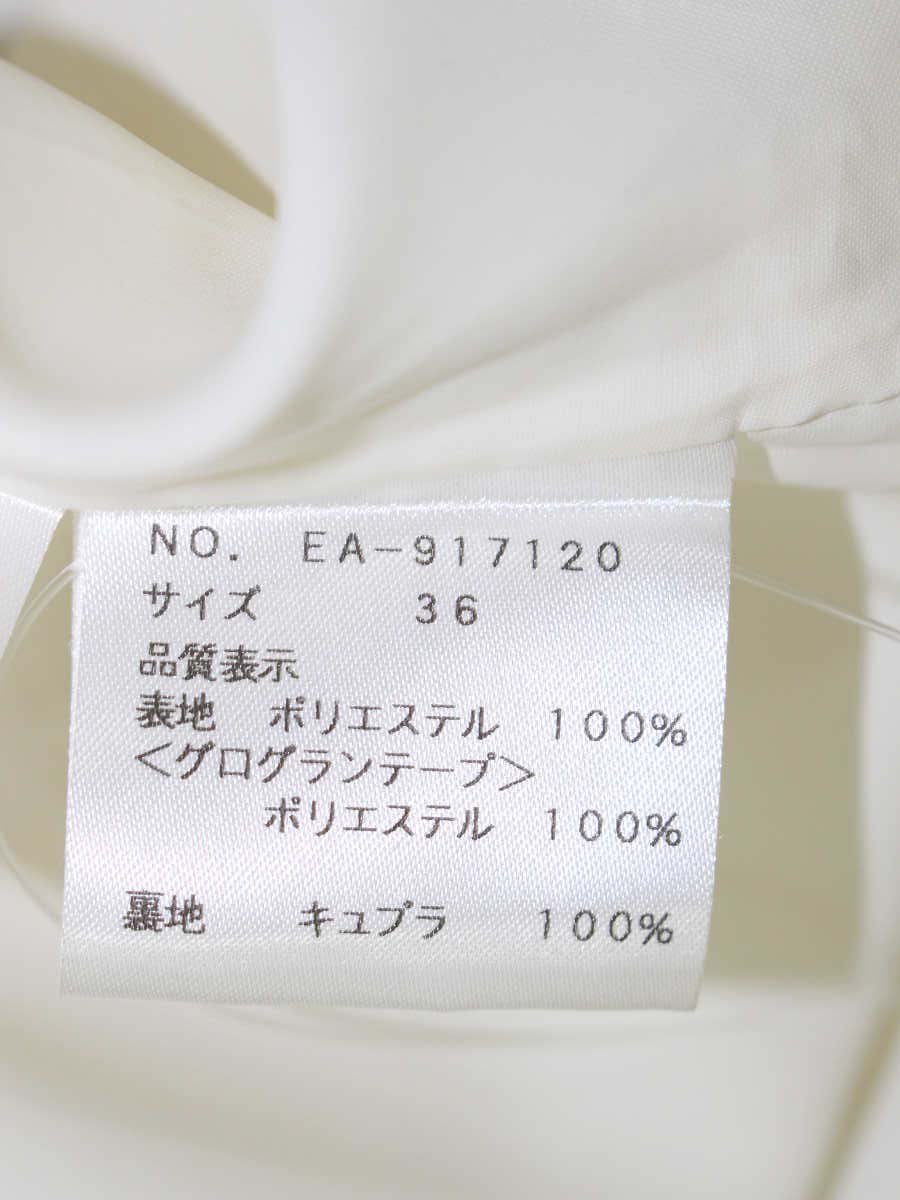 NO. EA-917120
サイズ 36
品質表示
表地 ポリエステル 100%
<グログランテープ>
ポリエステル 100%
裏地 キュプラ 100%